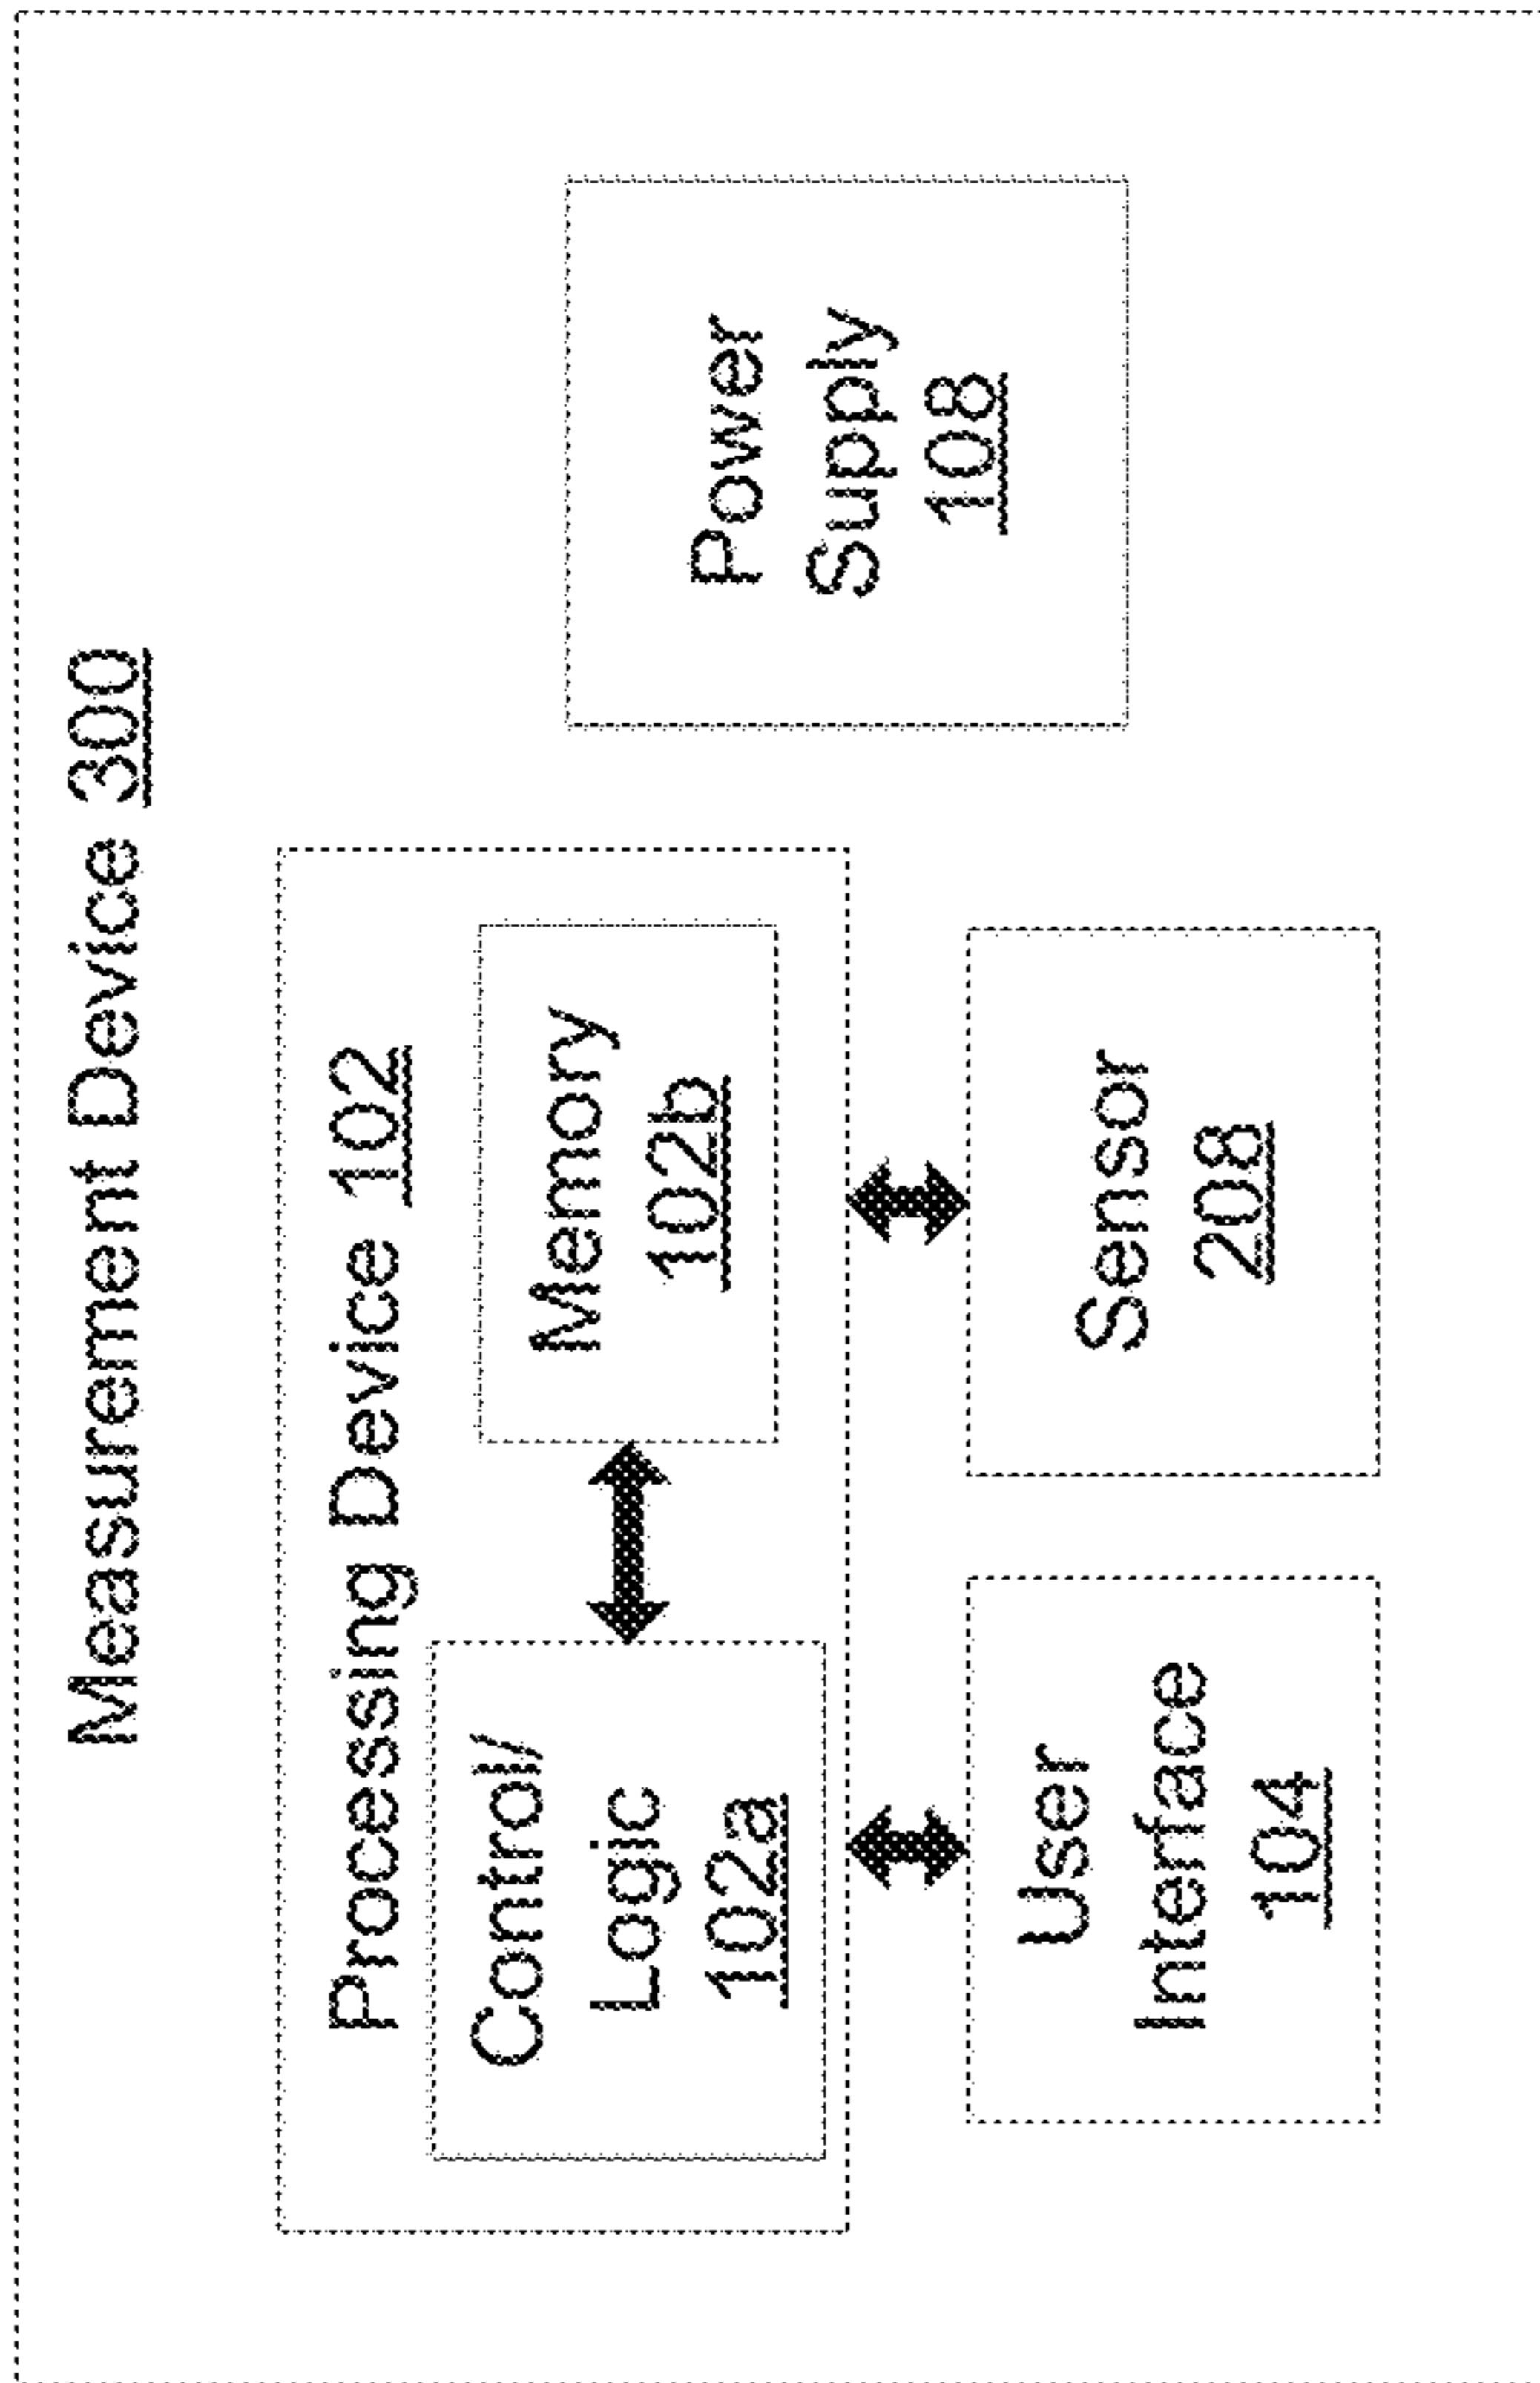 Measurement Device 300
Processing Device 102
Control/
Logic
102a
Memory
102b
User
Interface
104
Sensor
208
Power
Supply
108